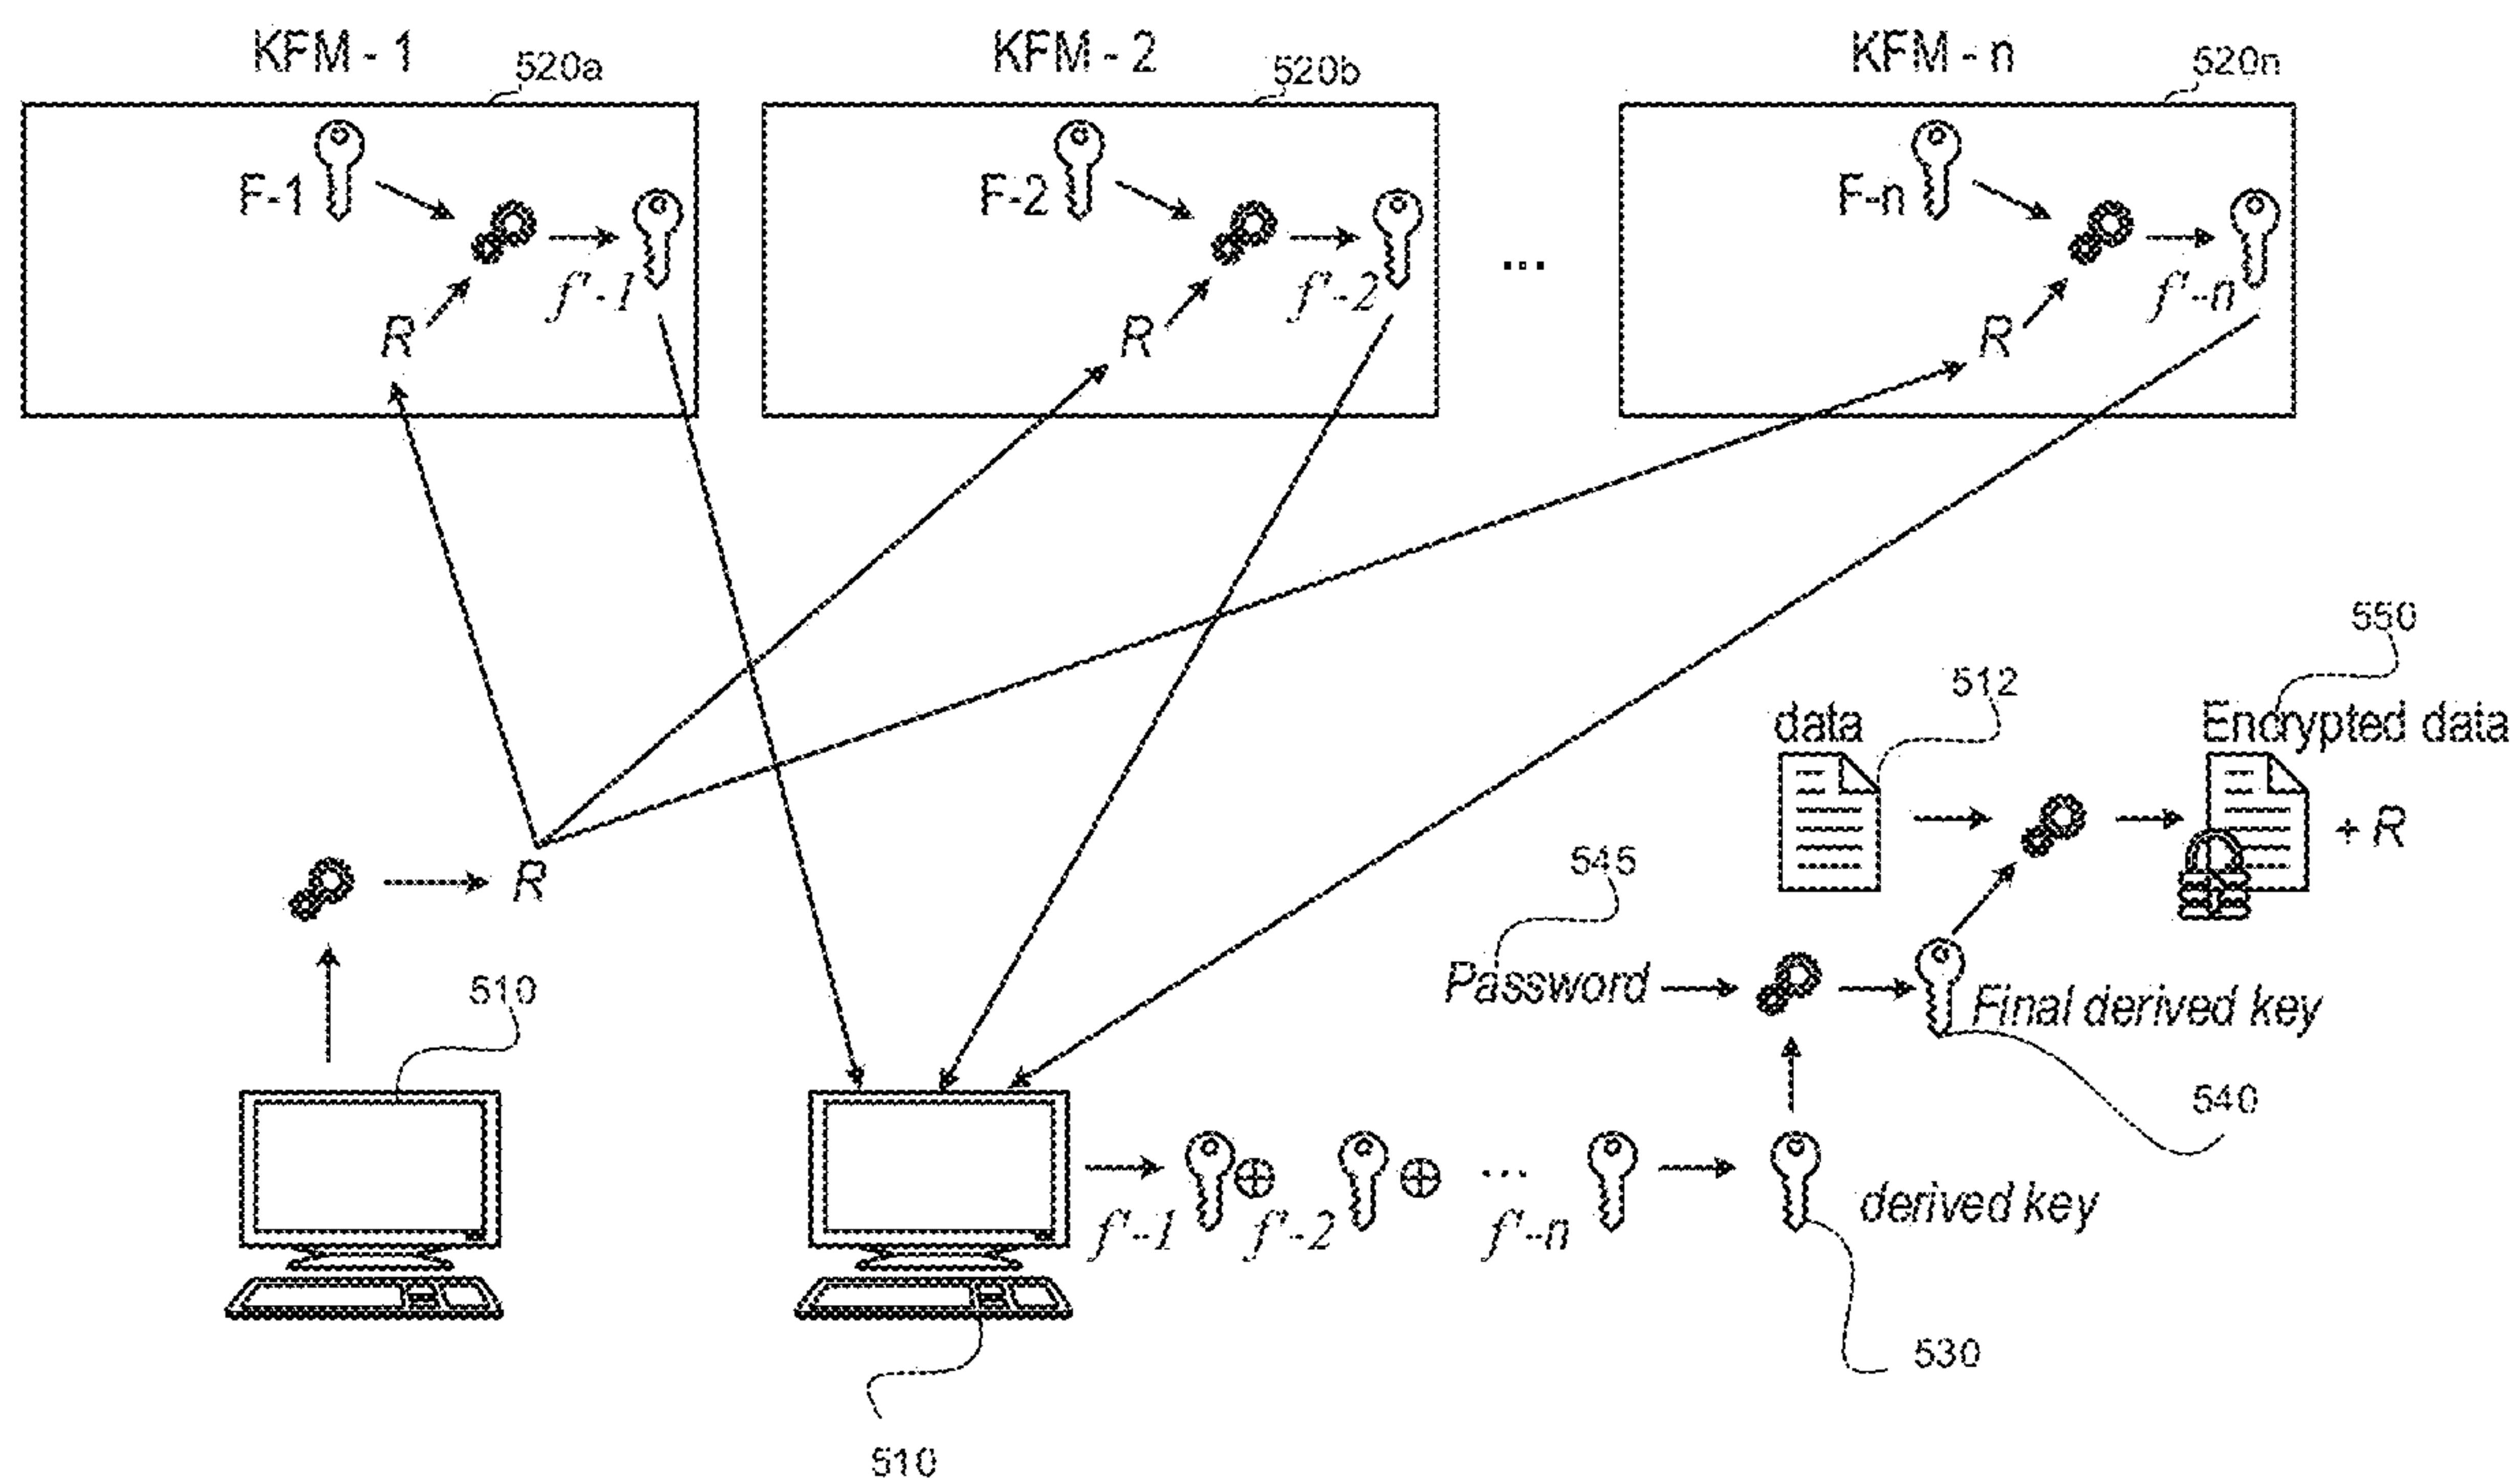 KFM - 1
520a
KFM - 2
520b
KFM - n
520n
F-1
f'-1
R
F-2
f'-2
R
...
F-n
f'-n
R
550
512
data
Encrypted data
+ R
545
R
Password
Final derived key
510
540
f'-1
⊕
f'-2
⊕
...
f'-n
derived key
530
510